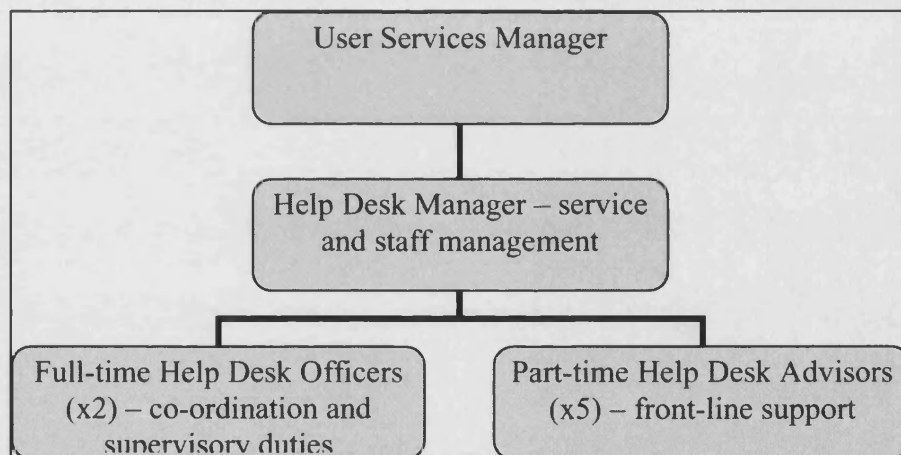 User Services Manager
Help Desk Manager – service
and staff management
Full-time Help Desk Officers
(x2) – co-ordination and
supervisory duties
Part-time Help Desk Advisors
(x5) – front-line support